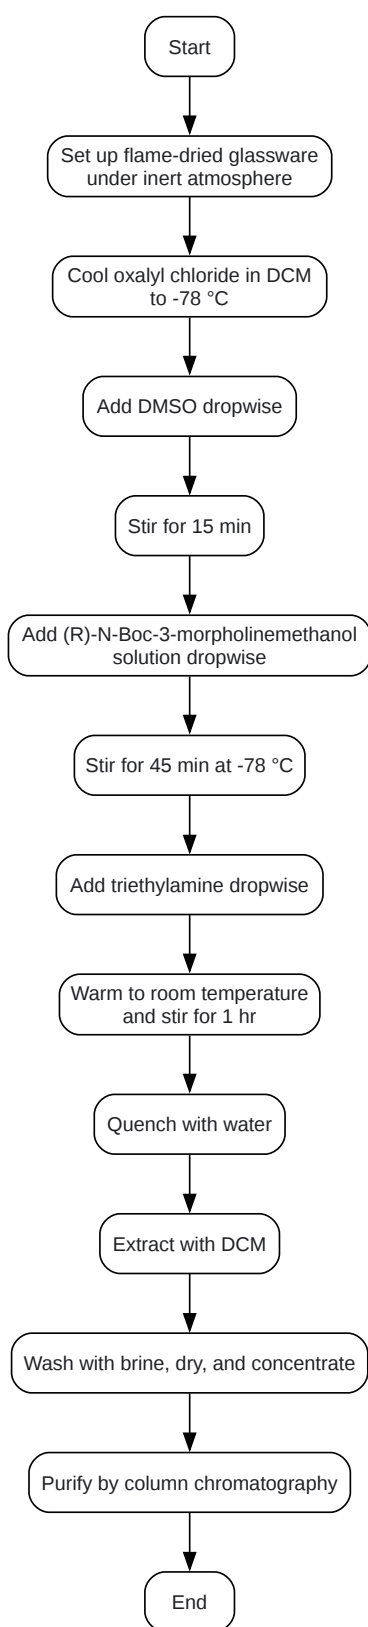 Start
Set up flame-dried glassware
under inert atmosphere
Cool oxalyl chloride in DCM
to -78 °C
Add DMSO dropwise
Stir for 15 min
Add (R)-N-Boc-3-morpholinemethanol
solution dropwise
Stir for 45 min at -78 °C
Add triethylamine dropwise
Warm to room temperature
and stir for 1 hr
Quench with water
Extract with DCM
Wash with brine, dry, and concentrate
Purify by column chromatography
End